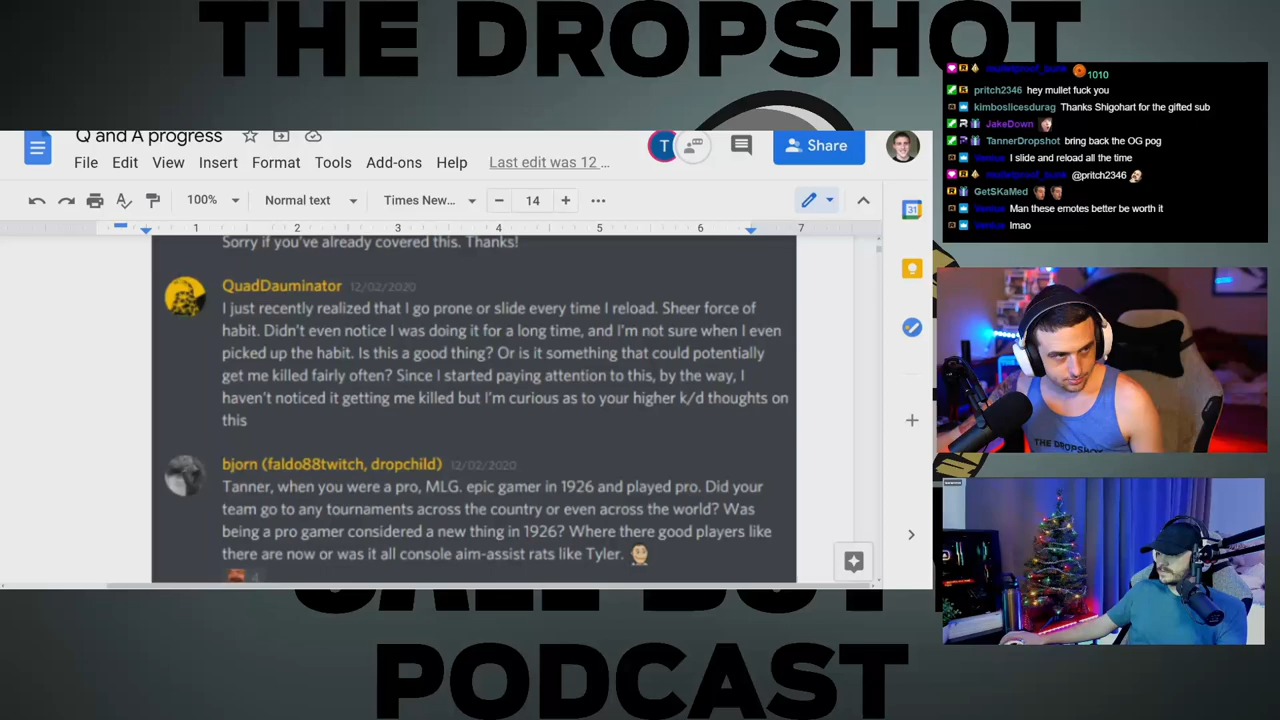 THE DROPSHOT
Q and A progress
File Edit View Insert Format Tools Add-ons Help Last edit was 12 ...
T
Share
100% Normal text Times New... 14
1 2 3 4 5 6 7
31
Sorry if you've already covered this. Thanks!
QuadDauminator 12/02/2020
I just recently realized that I go prone or slide every time I reload. Sheer force of
habit. Didn't even notice I was doing it for a long time, and I'm not sure when I even
picked up the habit. Is this a good thing? Or is it something that could potentially
get me killed fairly often? Since I started paying attention to this, by the way, I
haven't noticed it getting me killed but I'm curious as to your higher k/d thoughts on
this
bjorn (faldo88twitch, dropchild) 12/02/2020
Tanner, when you were a pro, MLG. epic gamer in 1926 and played pro. Did your
team go to any tournaments across the country or even across the world? Was
being a pro gamer considered a new thing in 1926? Where there good players like
there are now or was it all console aim-assist rats like Tyler.
4
PODCAST
1010
pritch2346 hey mullet fuck you
kimboslicesdurag Thanks Shigohart for the gifted sub
JakeDown
TannerDropshot bring back the OG pog
I slide and reload all the time
@pritch2346
GetSKaMed
Man these emotes better be worth it
lmao
THE DROPSHOT